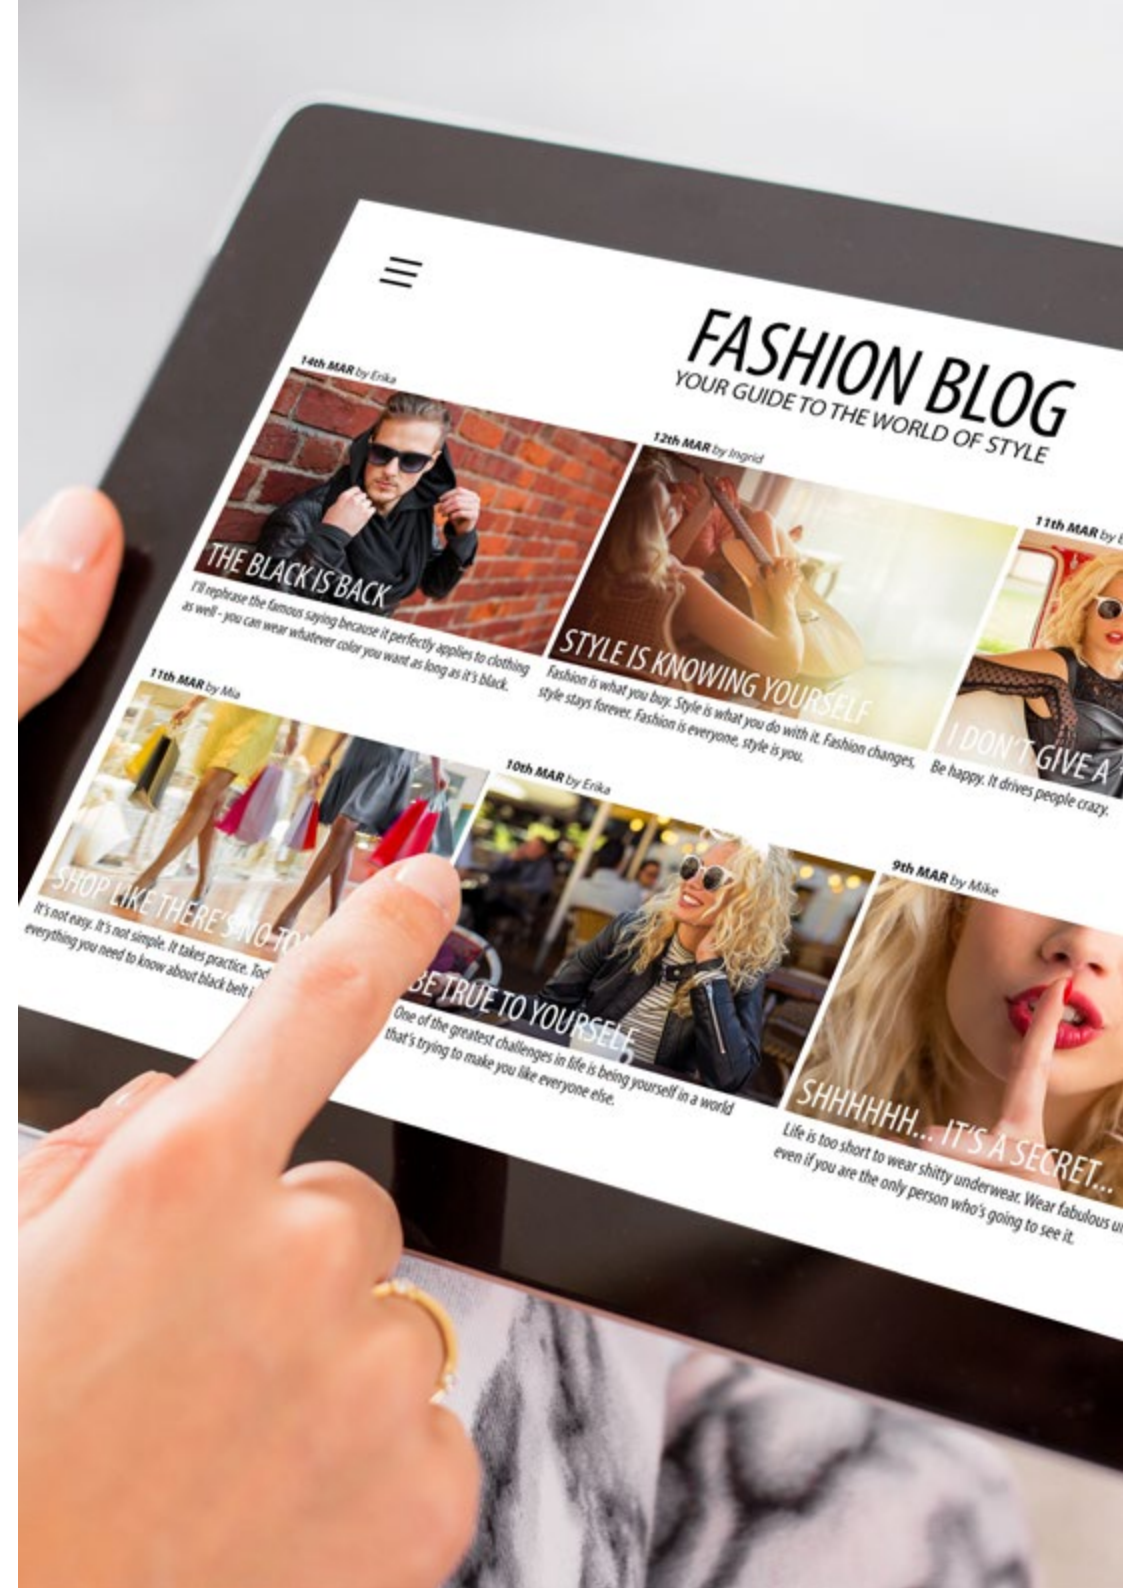 FASHION BLOG
YOUR GUIDE TO THE WORLD OF STYLE
14th MAR by Erika
THE BLACK IS BACK
I'll rephrase the famous saying because it perfectly applies to clothing
as well - you can wear whatever color you want as long as it's black.
12th MAR by Ingrid
STYLE IS KNOWING YOURSELF
Fashion is what you buy. Style is what you do with it. Fashion changes,
style stays forever. Fashion is everyone, style is you.
11th MAR by
I DON'T GIVE A
Be happy. It drives people crazy.
11th MAR by Mia
SHOP LIKE THERE'S NO
It's not easy. It's not simple. It takes practice.
everything you need to know about black belt
10th MAR by Erika
BE TRUE TO YOURSELF
One of the greatest challenges in life is being yourself in a world
that's trying to make you like everyone else.
9th MAR by Mike
SHHHHHH... IT'S A SECRET...
Life is too short to wear shitty underwear. Wear fabulous
even if you are the only person who's going to see it.